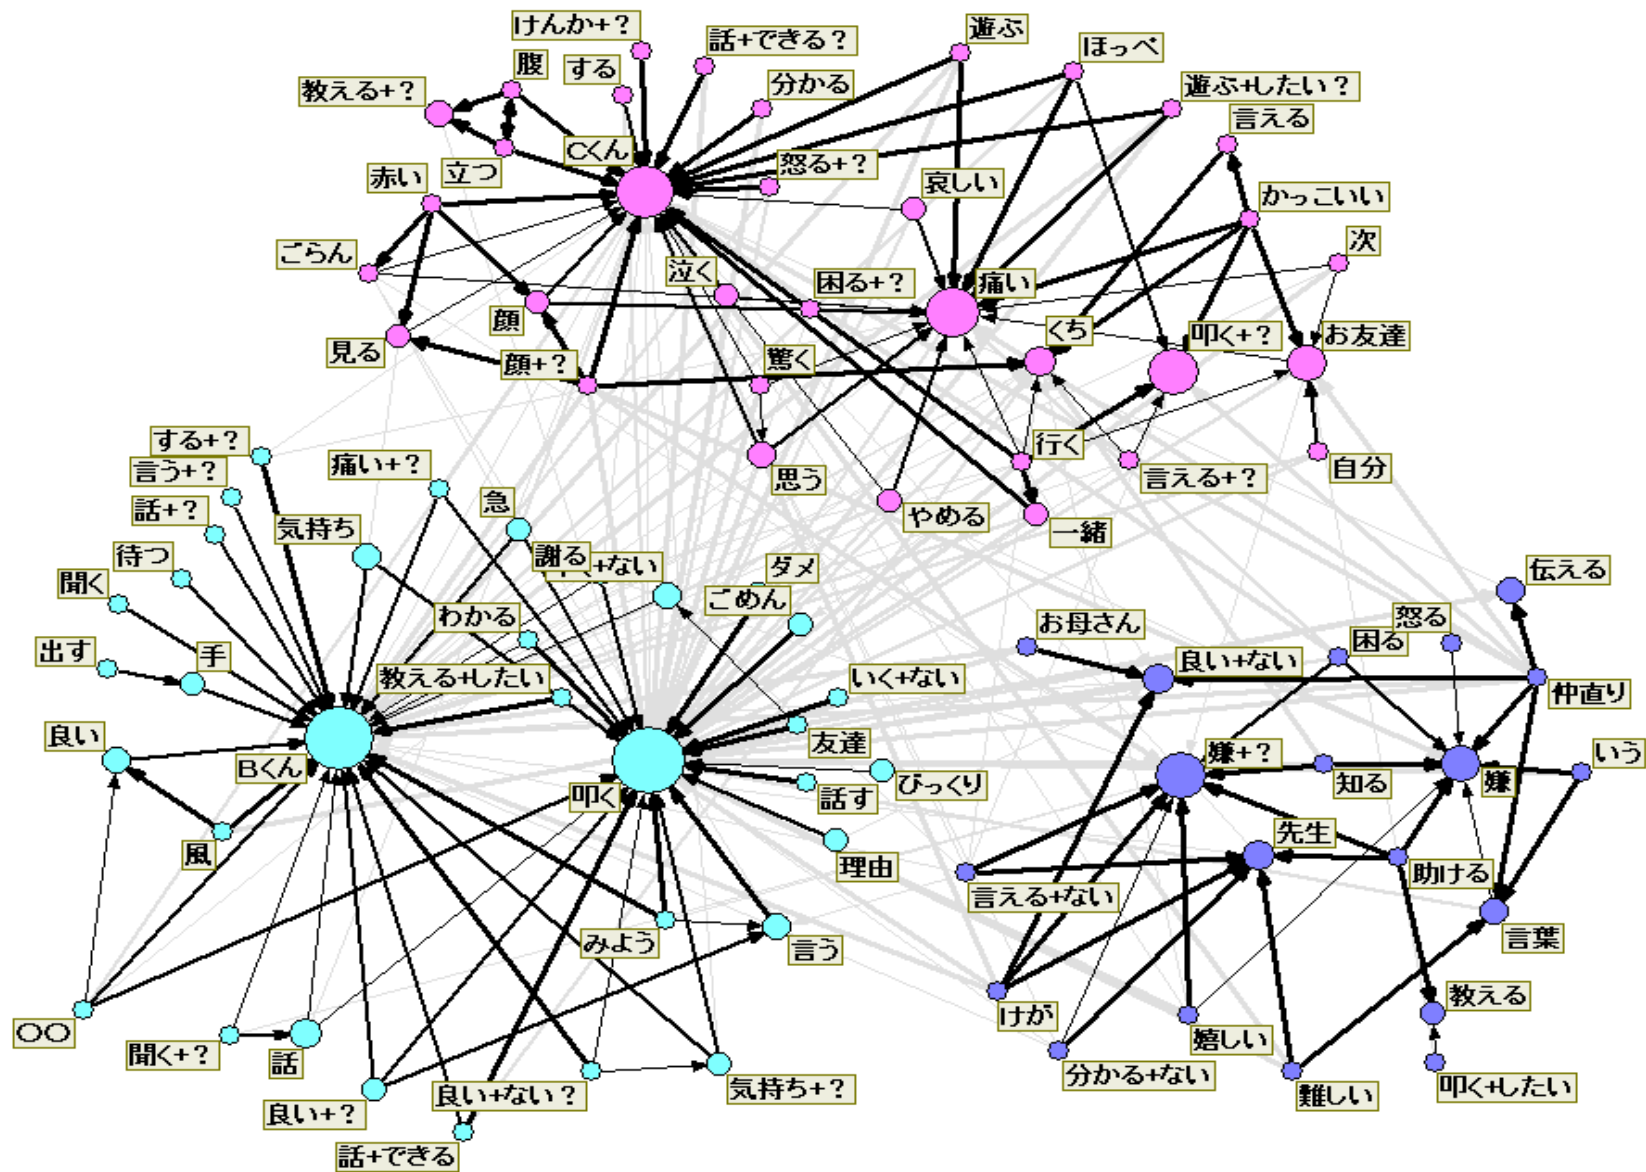 けんか+?
話+できる?
遊ぶ
ほっぺ
腹
する
教える+?
分かる
遊ぶ+したい?
言える
Cくん
赤い
立つ
怒る+?
哀しい
かっこいい
ごらん
泣く
困る+?
痛い
次
見る
顔
顔+?
驚く
くち
叩く+?
お友達
思う
行く
言える+?
自分
やめる
一緒
する+?
言う+?
話+?
痛い+?
急
待つ
気持ち
謝る
+ない
ダメ
聞く
わかる
ごめん
出す
手
教える+したい
いく+ない
友達
良い
Bくん
叩く
話す
びっくり
風
理由
みよう
言う
〇〇
聞く+?
話
良い+?
良い+ない?
気持ち+?
話+できる
伝える
お母さん
良い+ない
困る
怒る
仲直り
嫌+?
知る
嫌
いう
先生
助ける
言える+ない
言葉
けが
嬉しい
教える
分かる+ない
難しい
叩く+したい